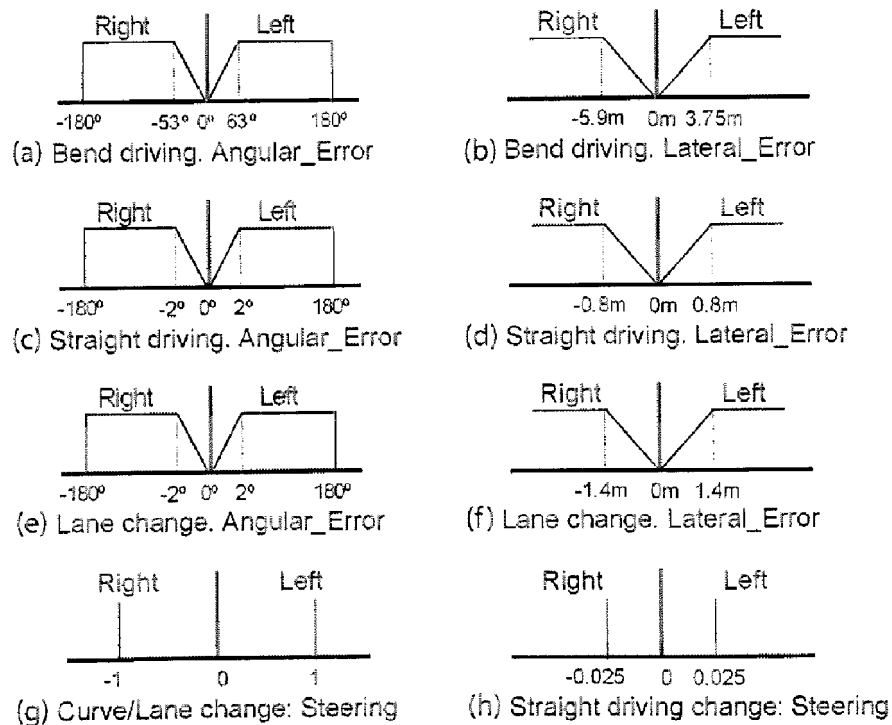 Right Left
-180º -53º 0º 63º 180º
(a) Bend driving. Angular_Error
Right Left
-5.9m 0m 3.75m
(b) Bend driving. Lateral_Error
Right Left
-180º -2º 0º 2º 180º
(c) Straight driving. Angular_Error
Right Left
-0.8m 0m 0.8m
(d) Straight driving. Lateral_Error
Right Left
-180º -2º 0º 2º 180º
(e) Lane change. Angular_Error
Right Left
-1.4m 0m 1.4m
(f) Lane change. Lateral_Error
Right Left
-1 0 1
(g) Curve/Lane change: Steering
Right Left
-0.025 0 0.025
(h) Straight driving change: Steering